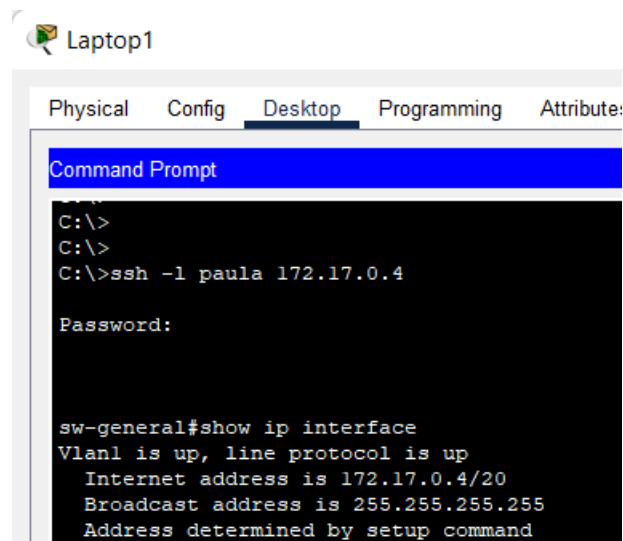 Laptop1
Physical Config Desktop Programming Attributes
Command Prompt
C:\>
C:\>
C:\>ssh -l paula 172.17.0.4
Password:
sw-general#show ip interface
Vlan1 is up, line protocol is up
Internet address is 172.17.0.4/20
Broadcast address is 255.255.255.255
Address determined by setup command